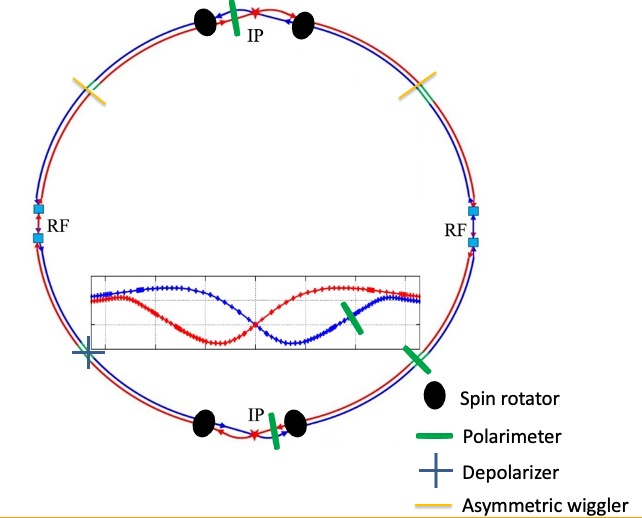 IP
RF
RF
IP
Spin rotator
Polarimeter
Depolarizer
Asymmetric wiggler